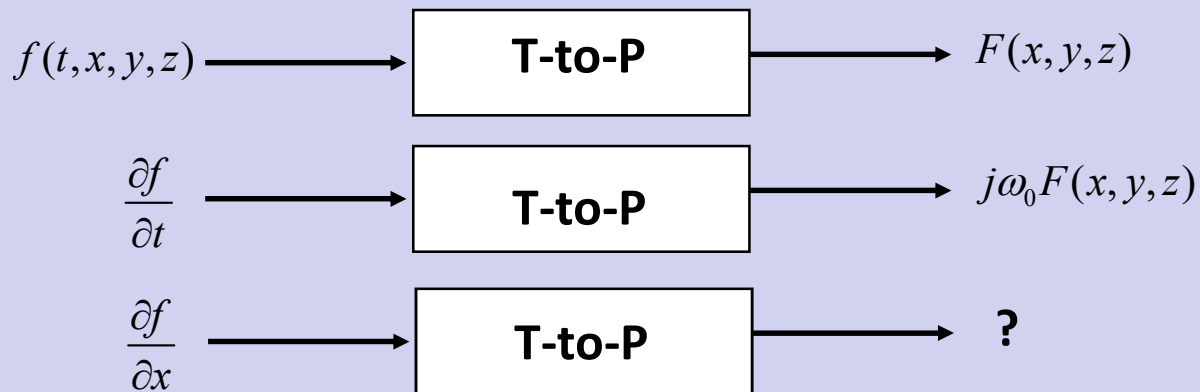 f(t,x,y,z) T-to-P F(x,y,z)
∂f/∂t T-to-P jω₀F(x,y,z)
∂f/∂x T-to-P ?